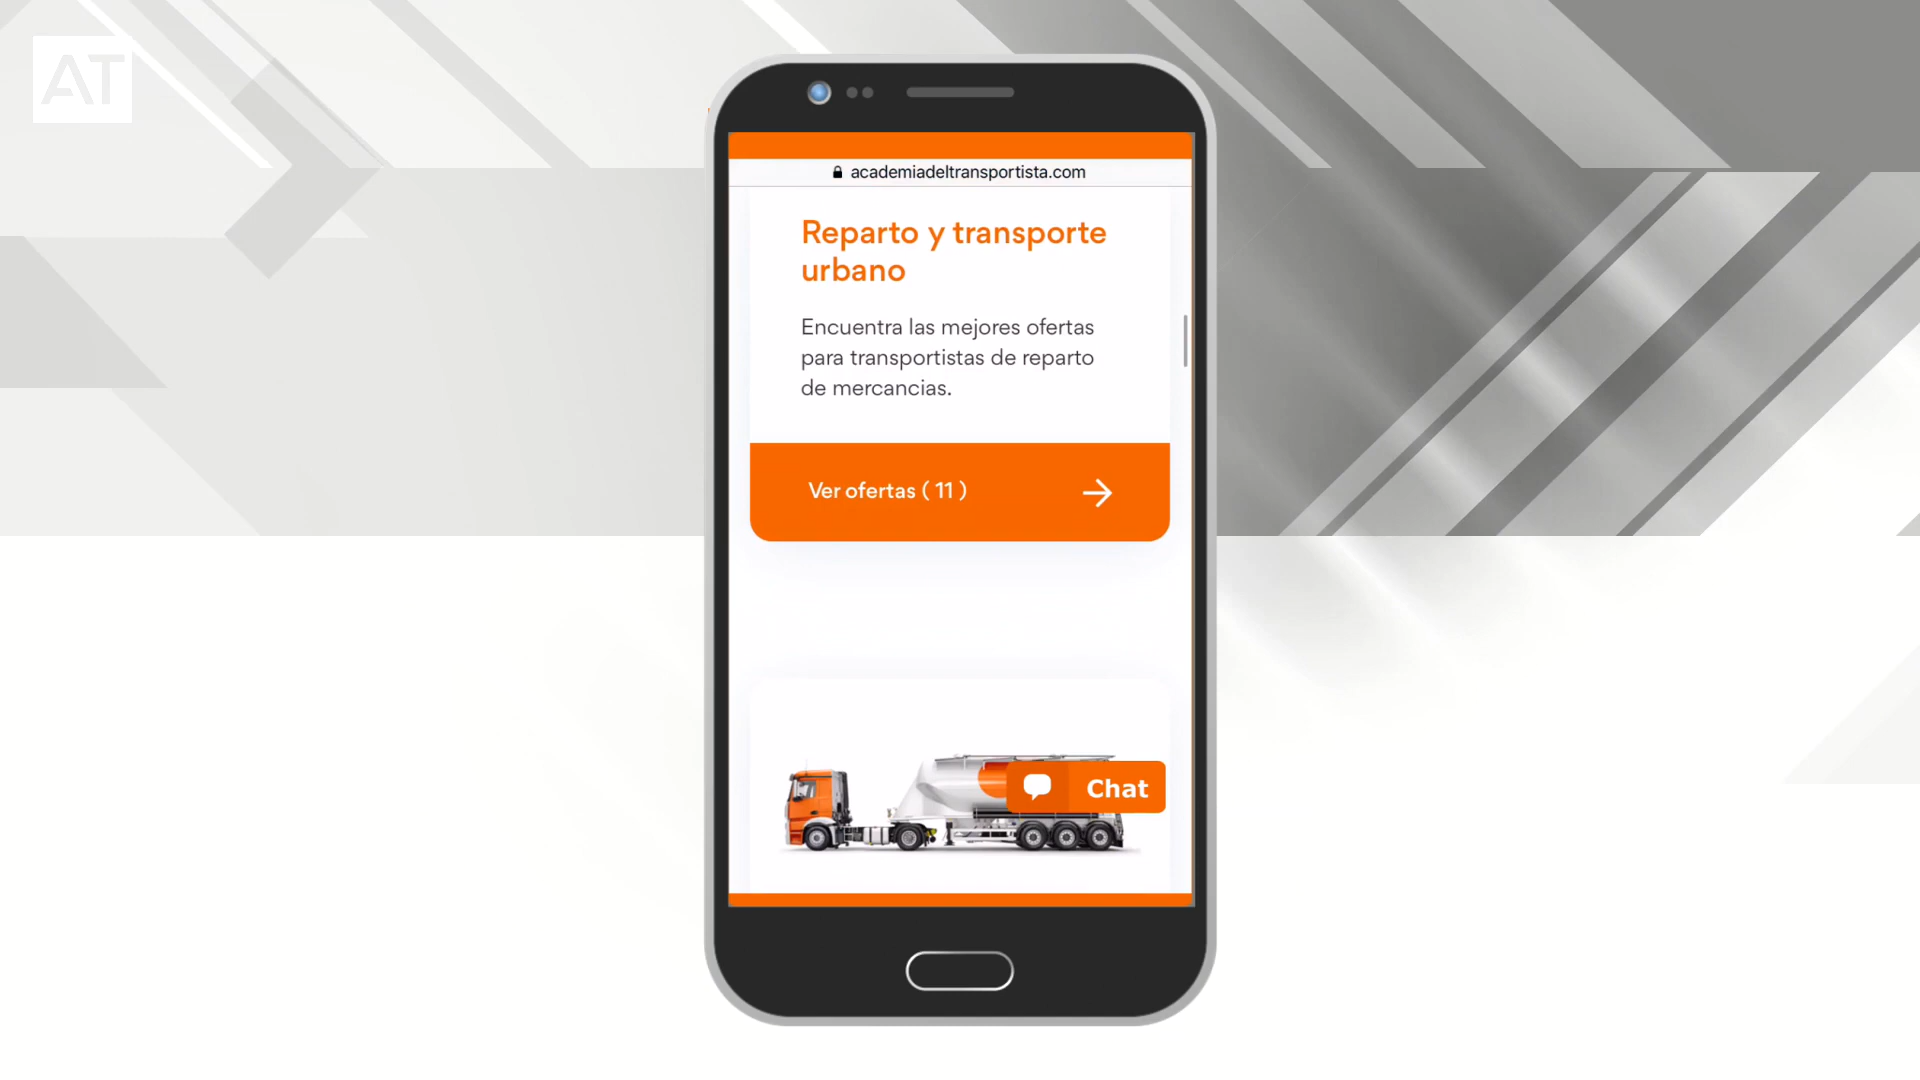 AT
academiadeltransportista.com
Reparto y transporte
urbano
Encuentra las mejores ofertas
para transportistas de reparto
de mercancias.
Ver ofertas ( 11 )
Chat